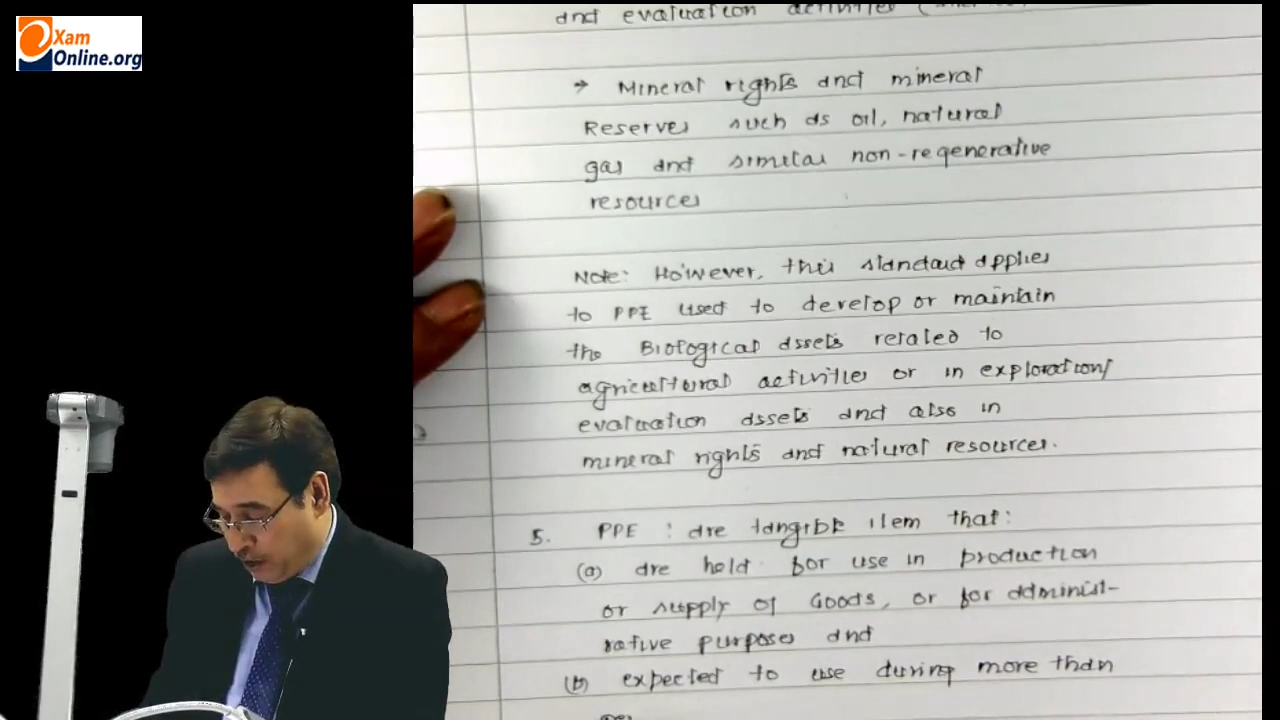 eXam
Online.org
and evaluation activities
→ Mineral rights and mineral
Reserves such as oil, natural
gas and similar non-regenerative
resources
Note: However, this standard applies
to PPE used to develop or maintain
the Biological assets related to
agricultural activities or in exploration/
evaluation assets and also in
mineral rights and natural resources.
5. PPE : are tangible item that:
(a) are held for use in production
or supply of Goods, or for administ-
rative purposes and
(b) expected to use during more than